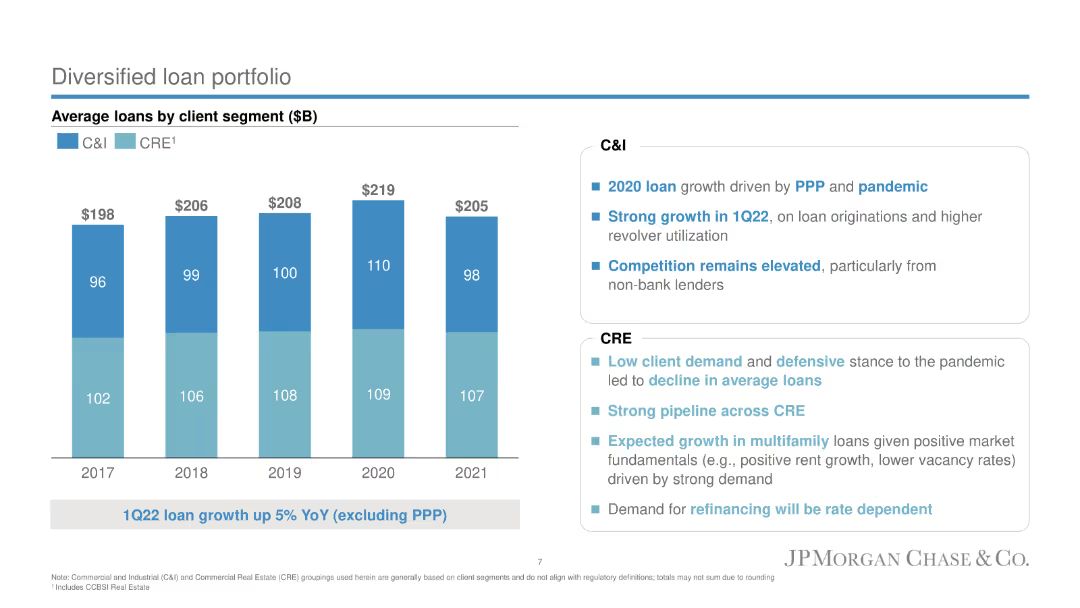 Diversified loan portfolio
Average loans by client segment ($B)
C&I CRE¹
$198 $206 $208 $219 $205
96 99 100 110 98
102 106 108 109 107
2017 2018 2019 2020 2021
1Q22 loan growth up 5% YoY (excluding PPP)
C&I
■ 2020 loan growth driven by PPP and pandemic
■ Strong growth in 1Q22, on loan originations and higher
revolver utilization
■ Competition remains elevated, particularly from
non-bank lenders
CRE
■ Low client demand and defensive stance to the pandemic
led to decline in average loans
■ Strong pipeline across CRE
■ Expected growth in multifamily loans given positive market
fundamentals (e.g., positive rent growth, lower vacancy rates)
driven by strong demand
■ Demand for refinancing will be rate dependent
7
JPMORGAN CHASE & CO.
Note: Commercial and Industrial (C&I) and Commercial Real Estate (CRE) groupings used herein are generally based on client segments and do not align with regulatory definitions; totals may not sum due to rounding
¹ Includes CCBSI Real Estate